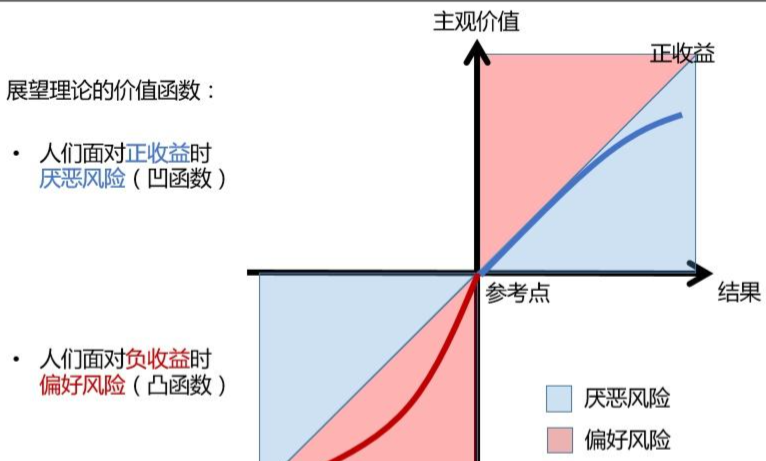 主观价值
正收益
展望理论的价值函数：
• 人们面对正收益时
厌恶风险（凹函数）
参考点
结果
• 人们面对负收益时
偏好风险（凸函数）
厌恶风险
偏好风险